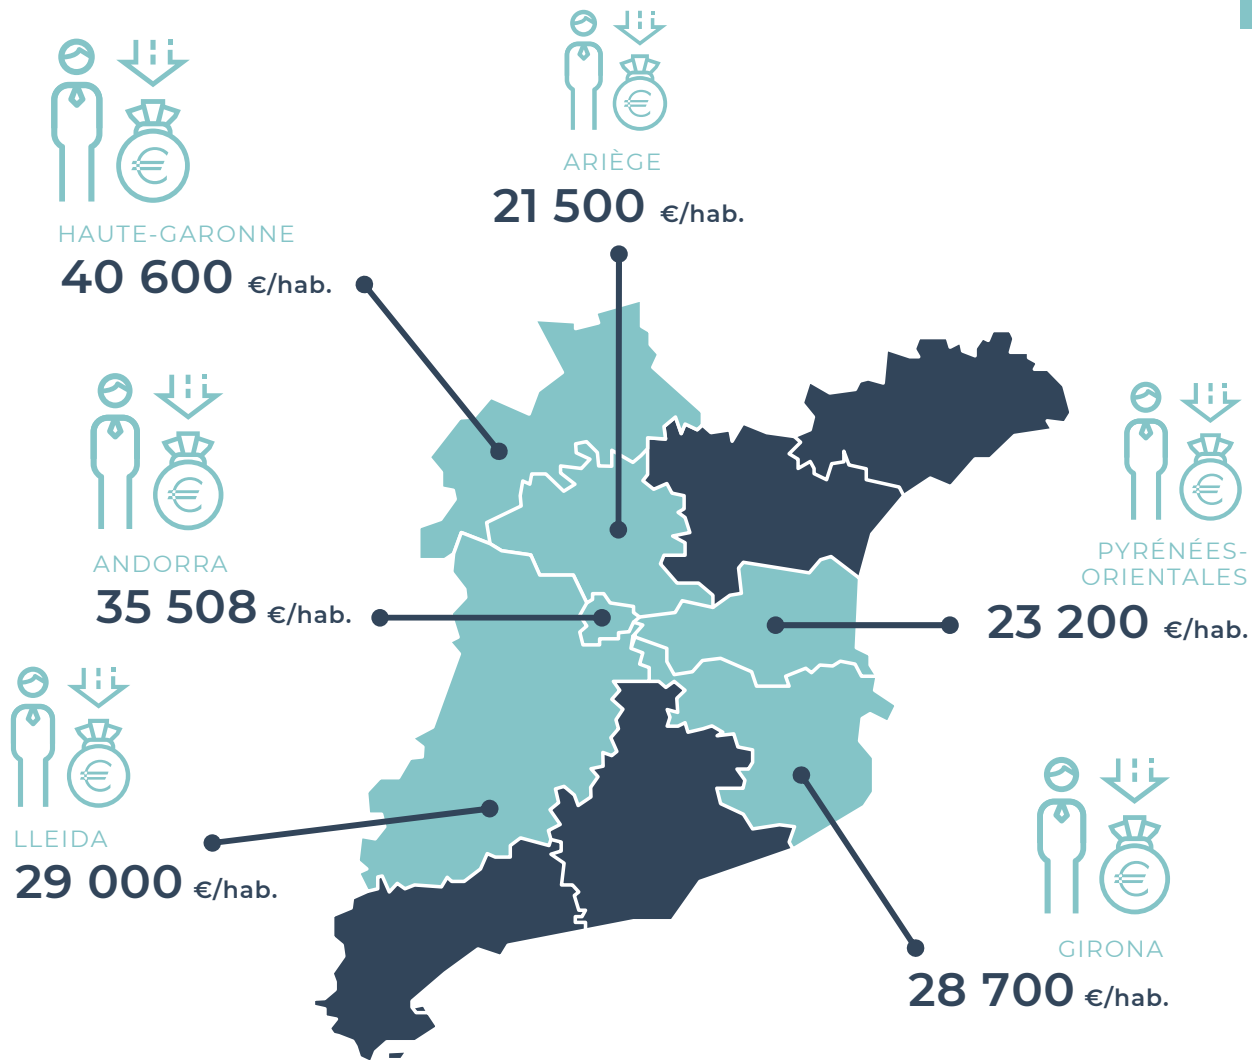 ARIÈGE
21 500 €/hab.
HAUTE-GARONNE
40 600 €/hab.
ANDORRA
35 508 €/hab.
PYRÉNÉES-
ORIENTALES
23 200 €/hab.
LLEIDA
29 000 €/hab.
GIRONA
28 700 €/hab.